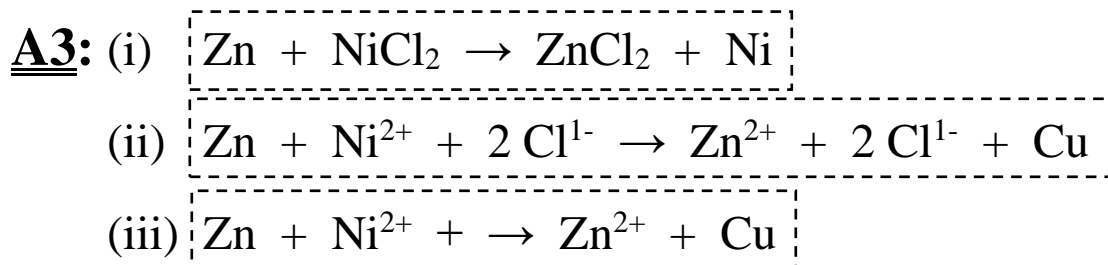 A3: (i) Zn + NiCl₂ → ZnCl₂ + Ni
(ii) Zn + Ni²⁺ + 2 Cl¹⁻ → Zn²⁺ + 2 Cl¹⁻ + Cu
(iii) Zn + Ni²⁺ + → Zn²⁺ + Cu